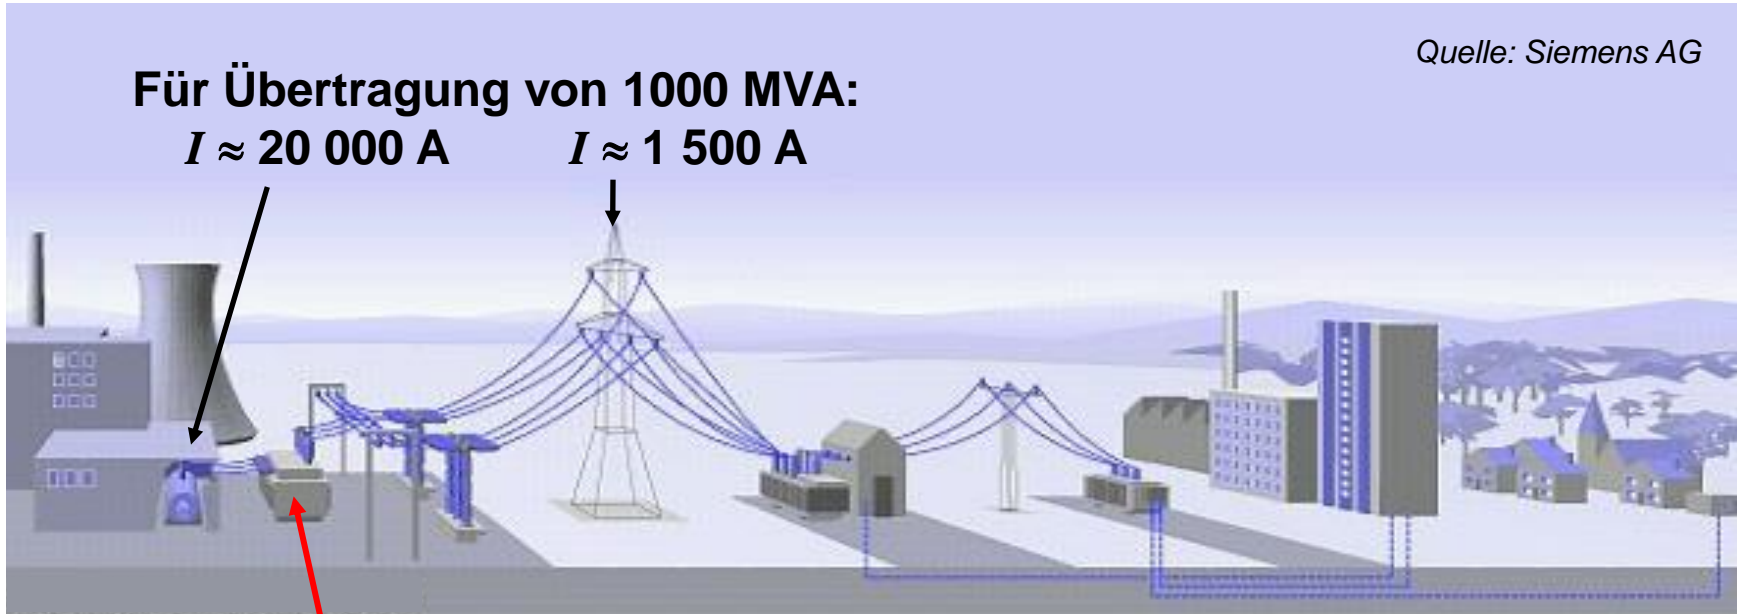 Quelle: Siemens AG
Für Übertragung von 1000 MVA:
I ≈ 20 000 A I ≈ 1 500 A